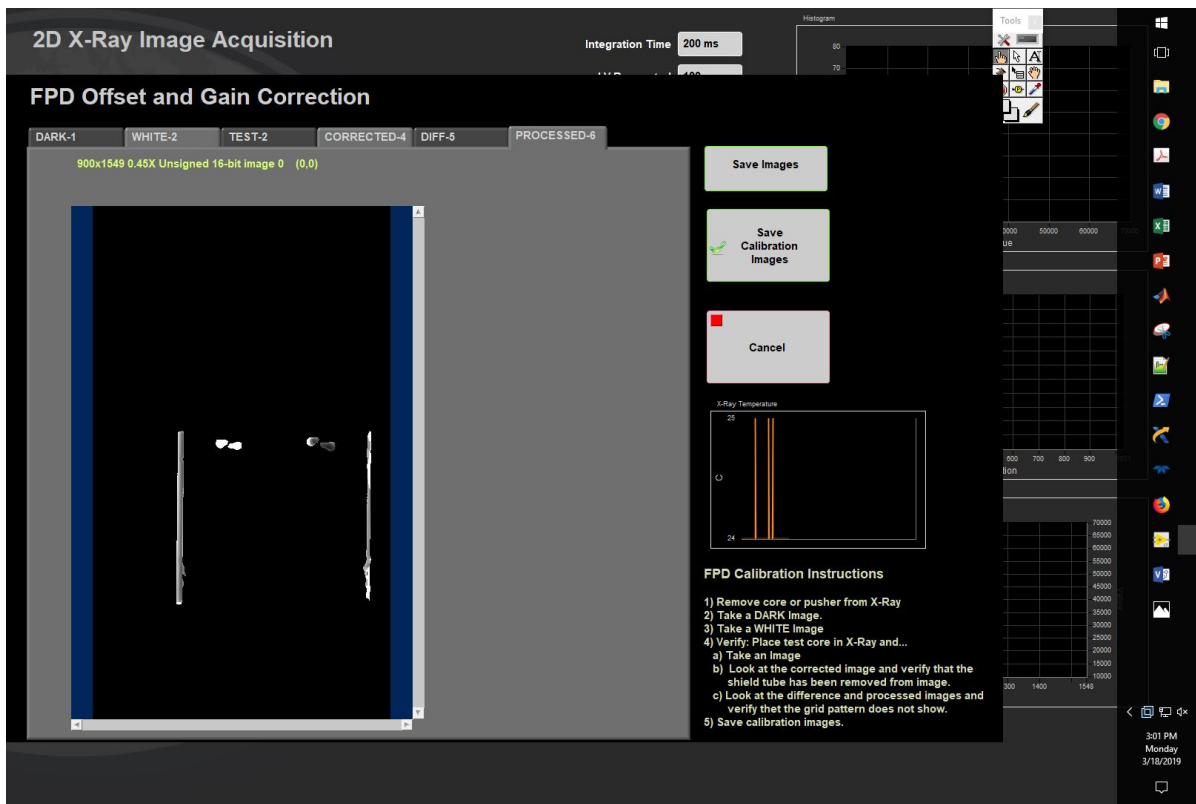 2D X-Ray Image Acquisition
Integration Time 200 ms
Histogram
80
70
Tools
FPD Offset and Gain Correction
DARK-1 WHITE-2 TEST-2 CORRECTED-4 DIFF-5 PROCESSED-6
900x1549 0.45X Unsigned 16-bit image 0 (0,0)
Save Images
Save
Calibration
Images
Cancel
X-Ray Temperature
25
C
24
50000 60000 70000
ue
600 700 800 900
tion
70000
65000
60000
55000
50000
45000
40000
35000
30000
25000
20000
15000
10000
300 1400 1548
FPD Calibration Instructions
1) Remove core or pusher from X-Ray
2) Take a DARK Image.
3) Take a WHITE Image
4) Verify: Place test core in X-Ray and...
a) Take an Image
b) Look at the corrected image and verify that the
shield tube has been removed from image.
c) Look at the difference and processed images and
verify thet the grid pattern does not show.
5) Save calibration images.
3:01 PM
Monday
3/18/2019